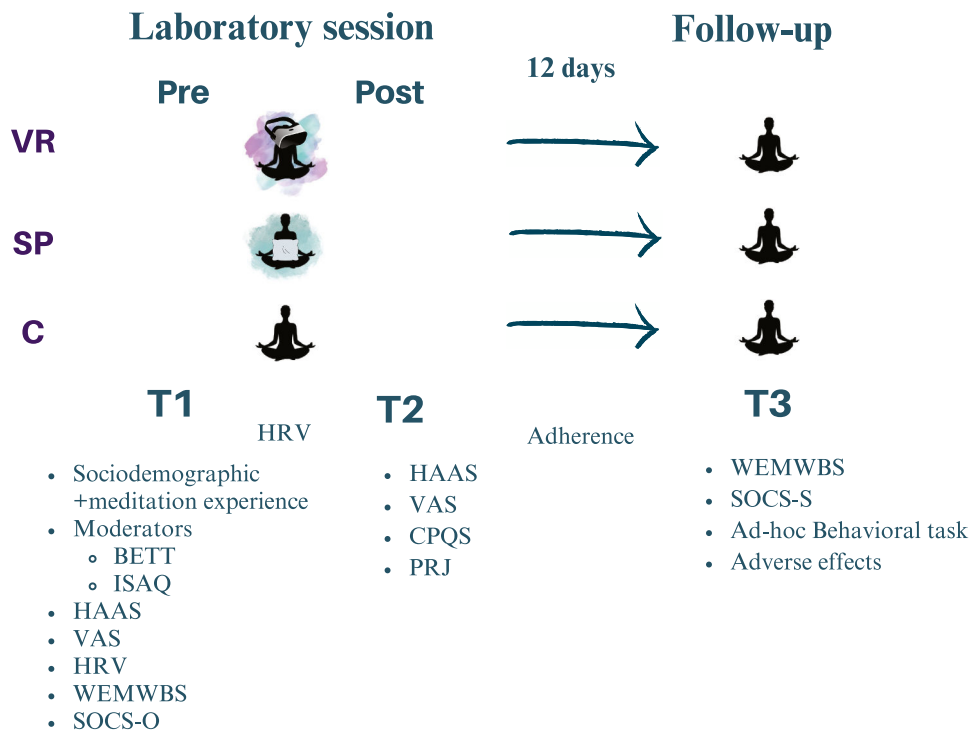 Laboratory session
Follow-up
12 days
Pre
Post
VR
SP
C
T1
T2
T3
HRV
Adherence
• Sociodemographic
+meditation experience
• Moderators
∘ BETT
∘ ISAQ
• HAAS
• VAS
• HRV
• WEMWBS
• SOCS-O
• HAAS
• VAS
• CPQS
• PRJ
• WEMWBS
• SOCS-S
• Ad-hoc Behavioral task
• Adverse effects